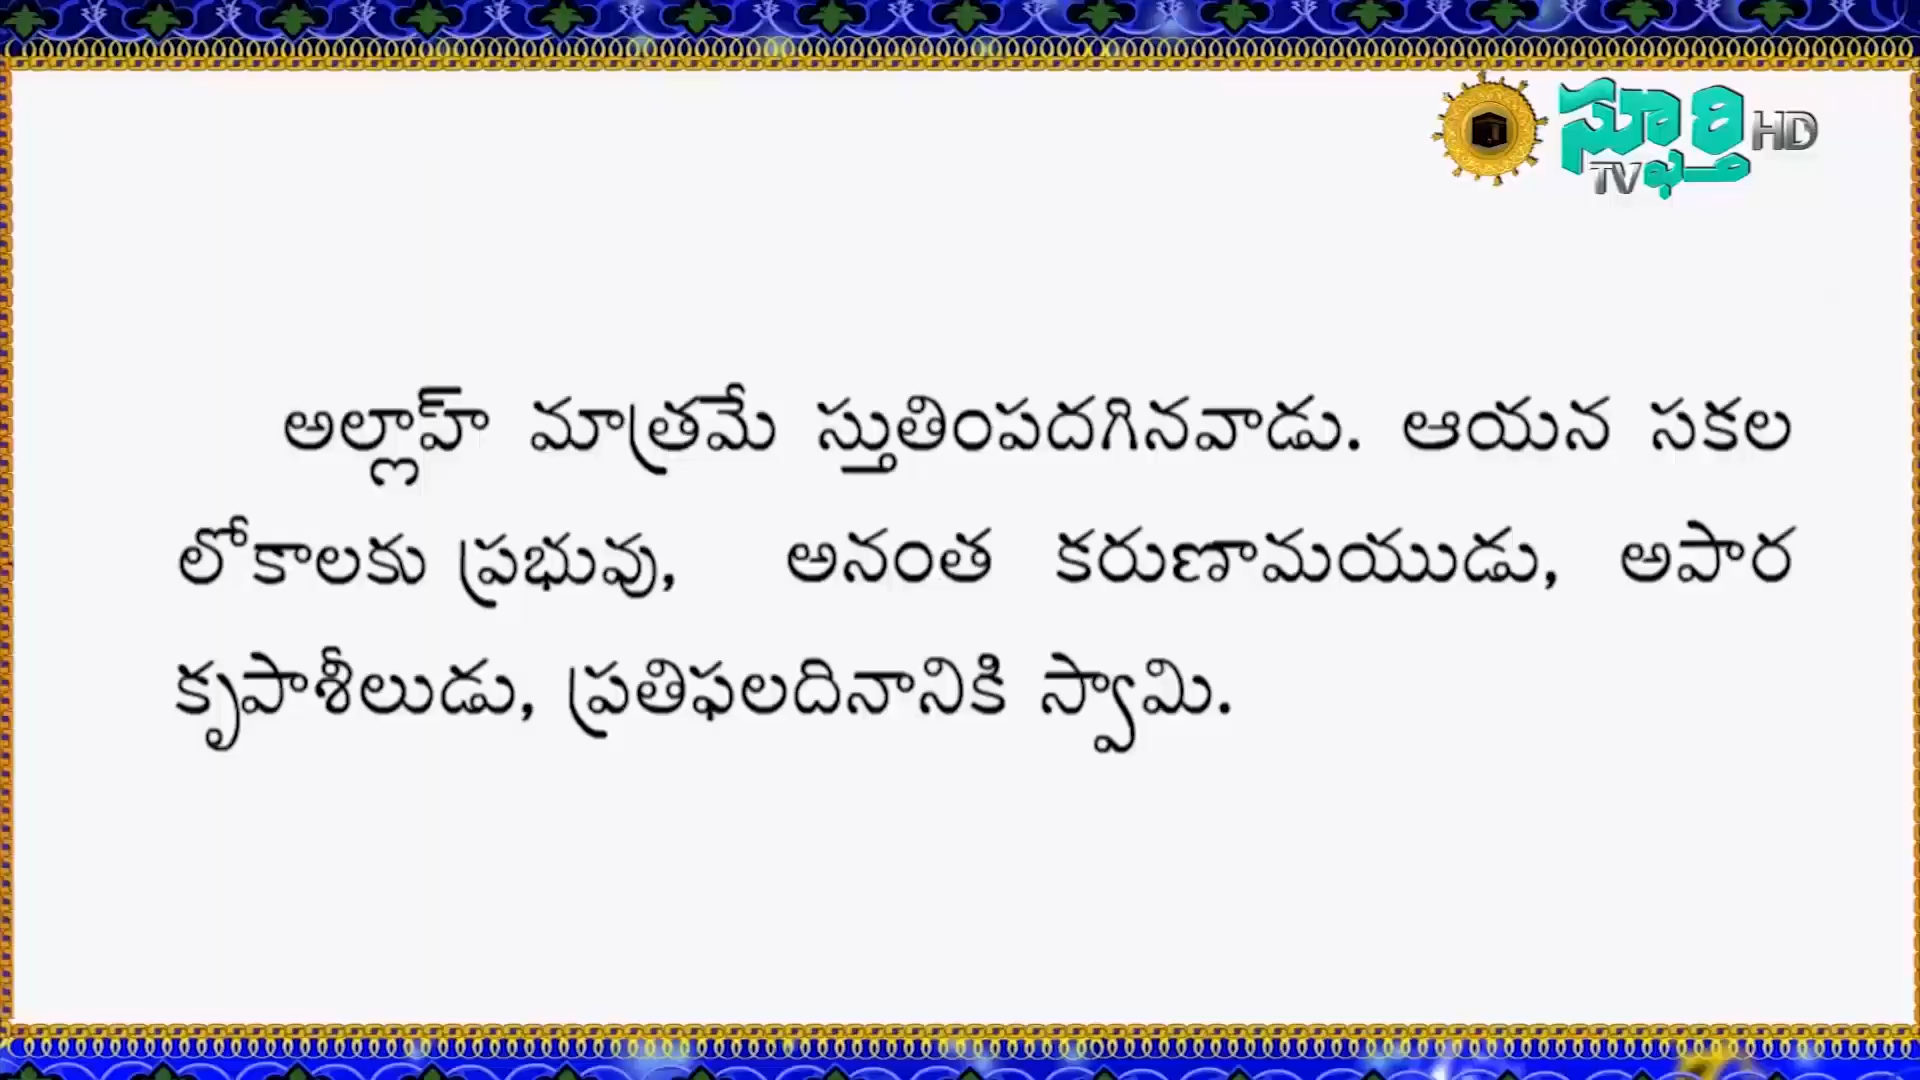 స్ఫూర్తి TV HD
అల్లాహ్ మాత్రమే స్తుతింపదగినవాడు. ఆయన సకల
లోకాలకు ప్రభువు, అనంత కరుణామయుడు, అపార
కృపాశీలుడు, ప్రతిఫలదినానికి స్వామి.